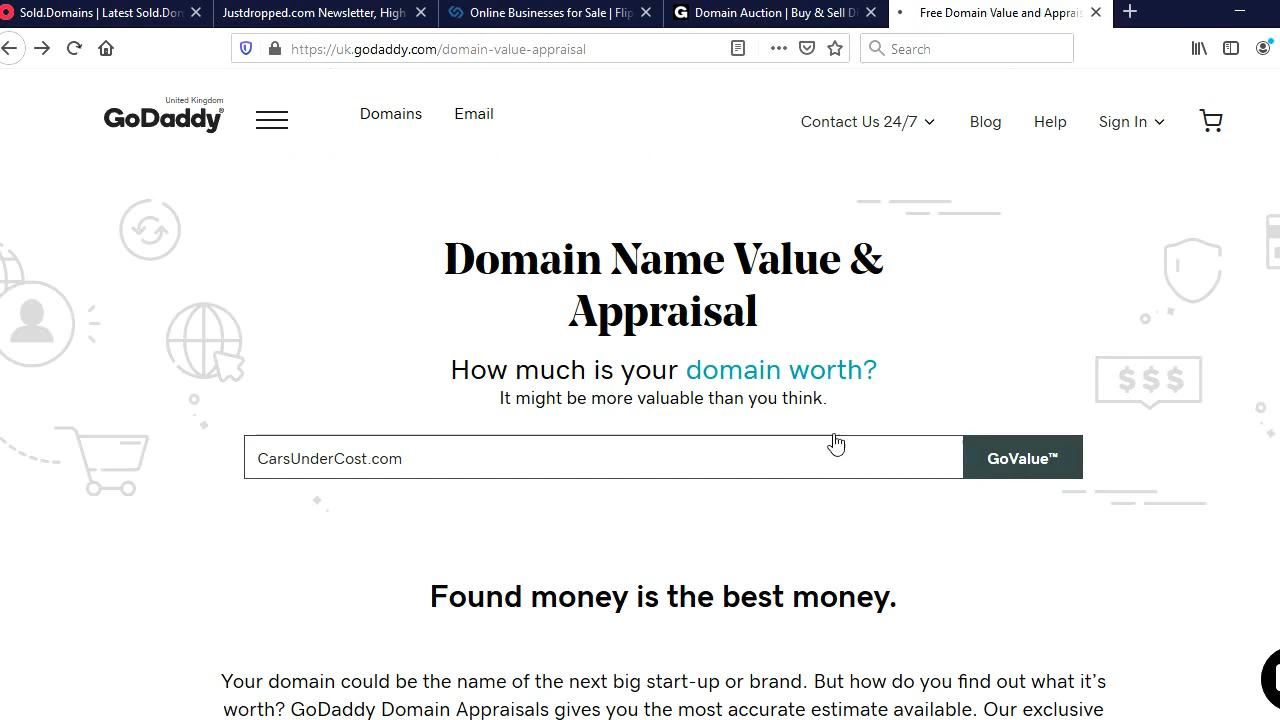 Sold.Domains | Latest Sold.Don
Justdropped.com Newsletter, High
Online Businesses for Sale | Flip
Domain Auction | Buy & Sell Di
Free Domain Value and Apprais
https://uk.godaddy.com/domain-value-appraisal
Search
United Kingdom
GoDaddy®
Domains
Email
Contact Us 24/7
Blog
Help
Sign In
Domain Name Value &
Appraisal
How much is your domain worth?
It might be more valuable than you think.
$$$
CarsUnderCost.com
GoValue™
Found money is the best money.
Your domain could be the name of the next big start-up or brand. But how do you find out what it's
worth? GoDaddy Domain Appraisals gives you the most accurate estimate available. Our exclusive